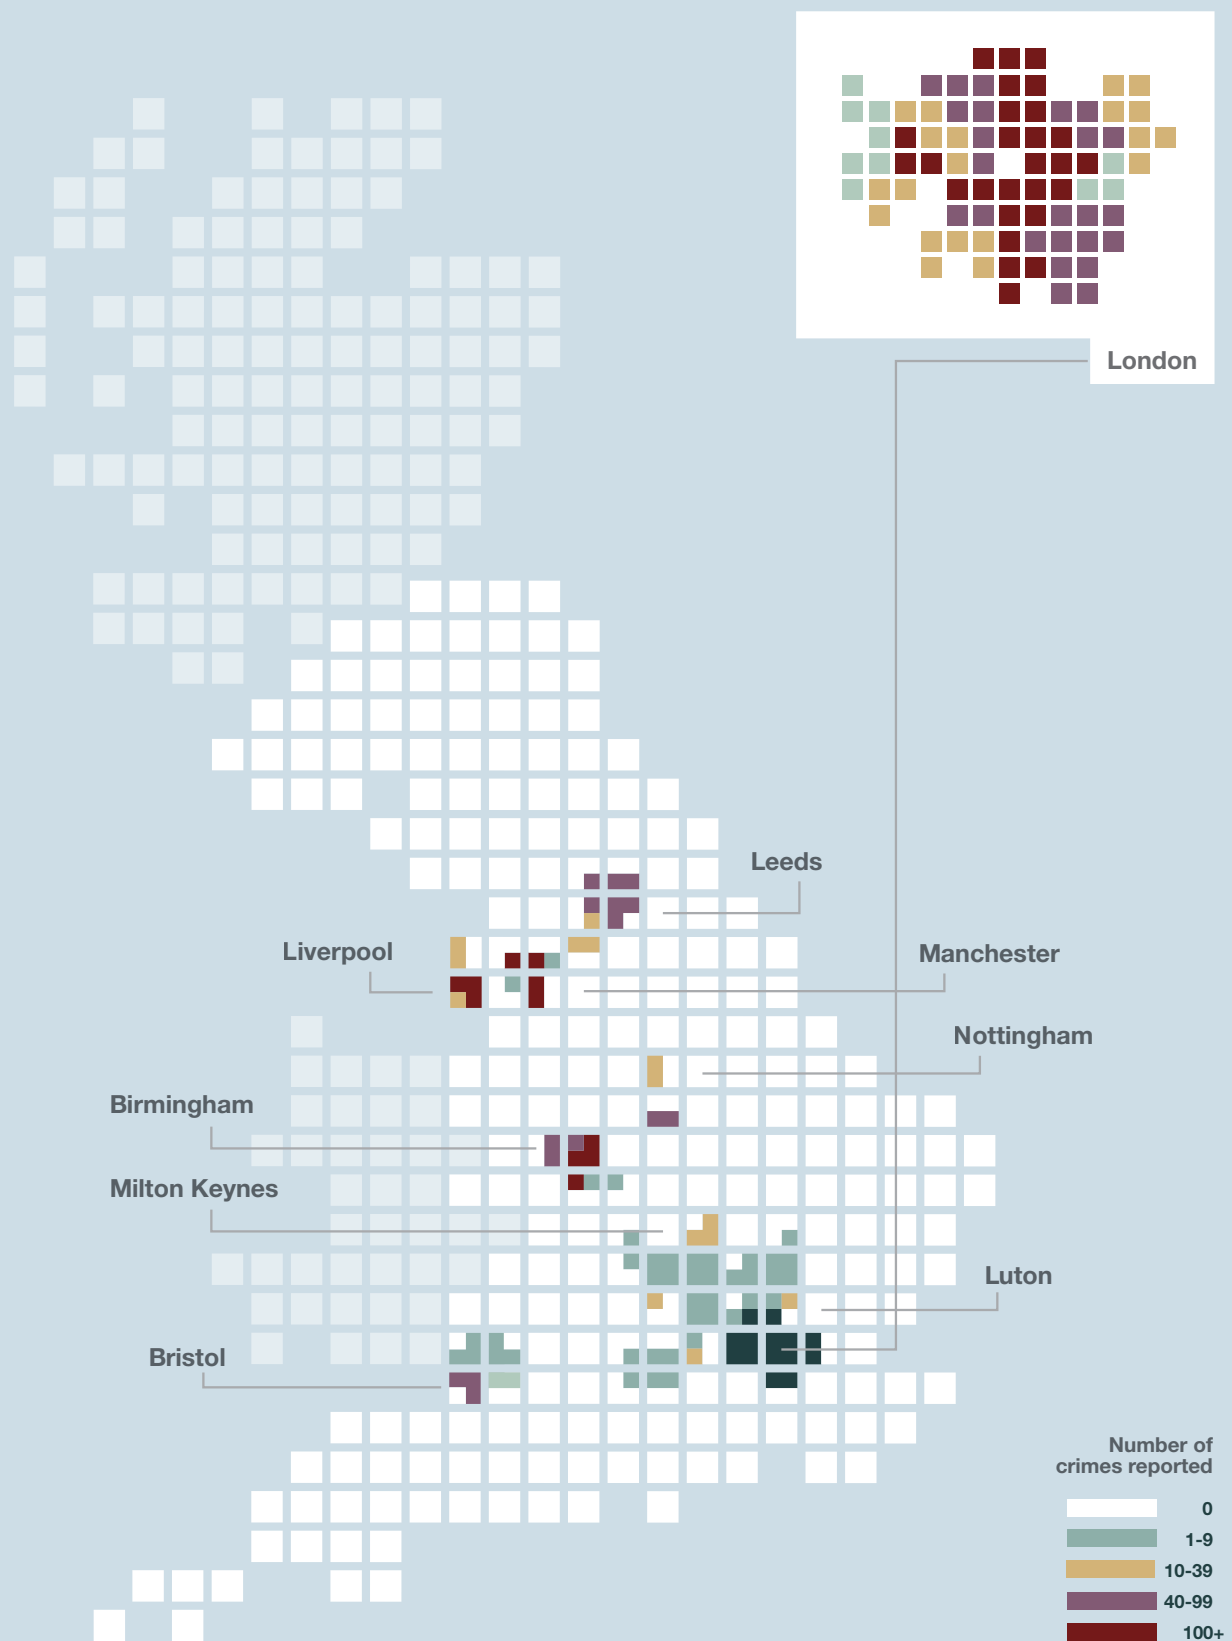 London
Leeds
Liverpool
Manchester
Nottingham
Birmingham
Milton Keynes
Luton
Bristol
Number of
crimes reported
0
1-9
10-39
40-99
100+